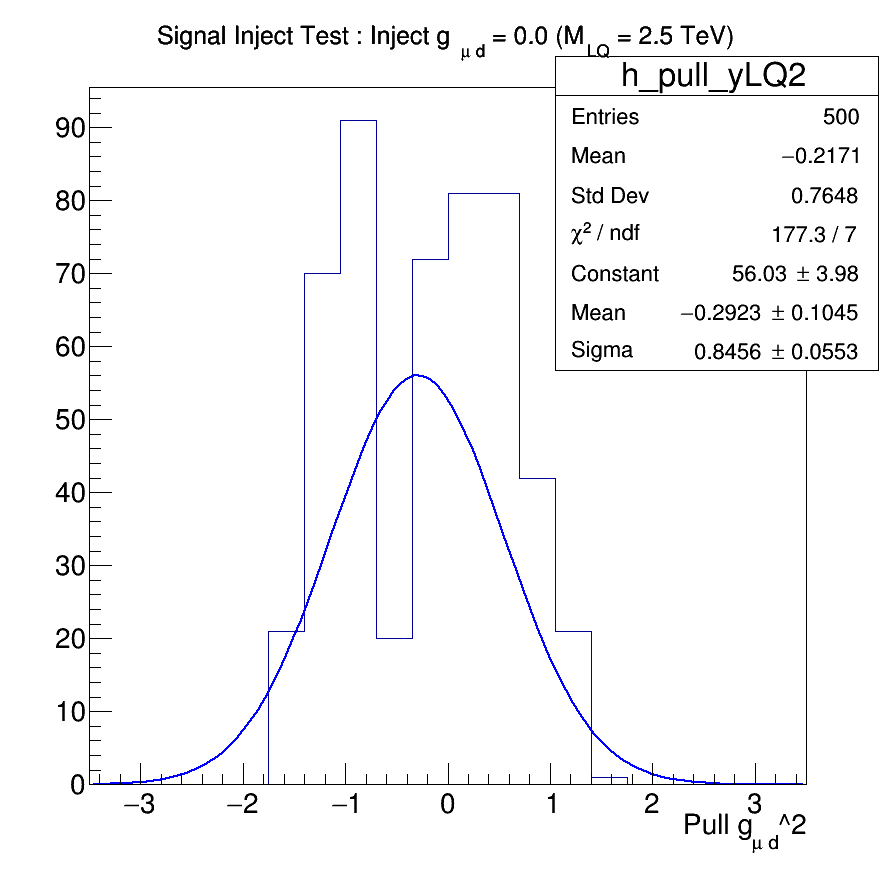 Signal Inject Test : Inject g μ d = 0.0 (M LQ = 2.5 TeV)
h_pull_yLQ2
Entries 500
Mean −0.2171
Std Dev 0.7648
χ² / ndf 177.3 / 7
Constant 56.03 ± 3.98
Mean −0.2923 ± 0.1045
Sigma 0.8456 ± 0.0553
90
80
70
60
50
40
30
20
10
0
−3 −2 −1 0 1 2 3
Pull g μ d ^2